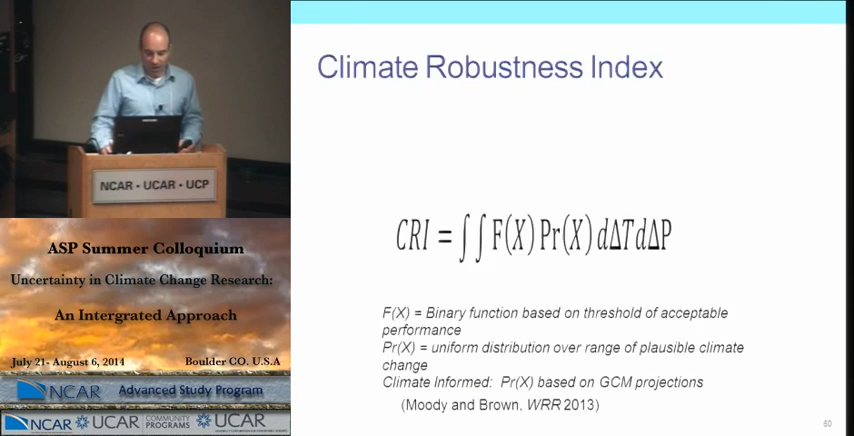 NCAR - UCAR - UCP
ASP Summer Colloquium
Uncertainty in Climate Change Research:
An Intergrated Approach
July 21- August 6, 2014 Boulder CO. U.S.A
NCAR Advanced Study Program
NCAR UCAR COMMUNITY PROGRAMS UCAR
Climate Robustness Index
CRI = ∫ ∫ F(X) Pr(X) dΔT dΔP
F(X) = Binary function based on threshold of acceptable
performance
Pr(X) = uniform distribution over range of plausible climate
change
Climate Informed: Pr(X) based on GCM projections
(Moody and Brown, WRR 2013)
60